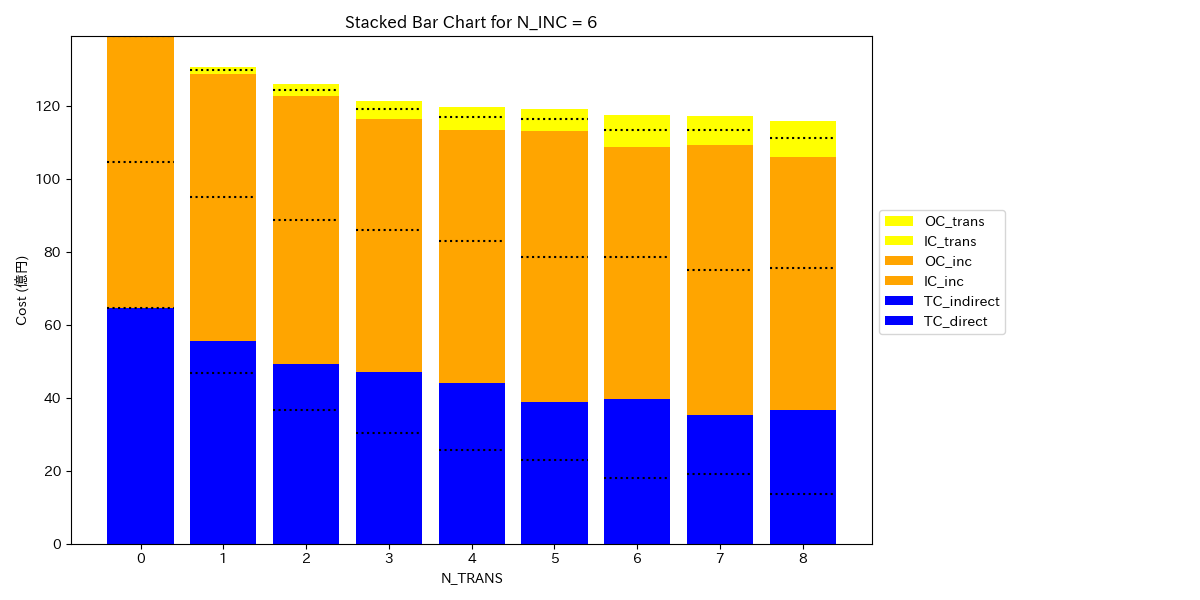 Stacked Bar Chart for N_INC = 6
Cost (億円)
120
100
80
60
40
20
0
0 1 2 3 4 5 6 7 8
N_TRANS
OC_trans
IC_trans
OC_inc
IC_inc
TC_indirect
TC_direct